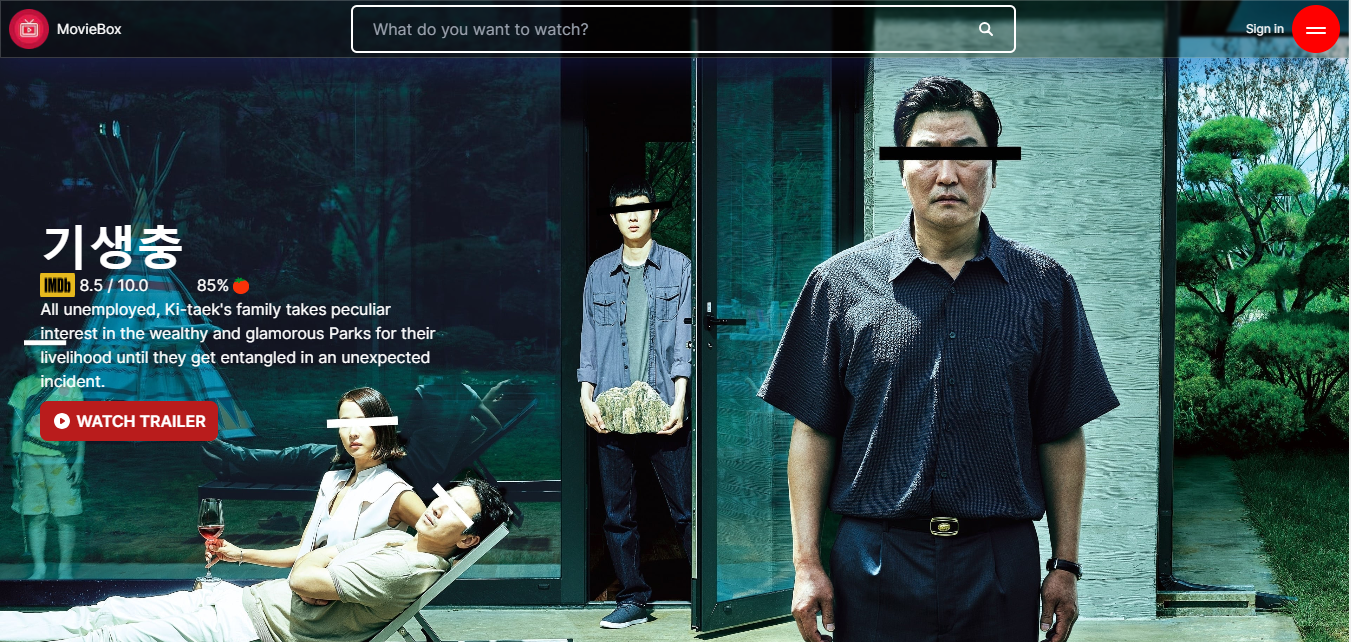 MovieBox
What do you want to watch?
Sign in
기생충
IMDb 8.5 / 10.0 85%
All unemployed, Ki-taek's family takes peculiar
interest in the wealthy and glamorous Parks for their
livelihood until they get entangled in an unexpected
incident.
WATCH TRAILER